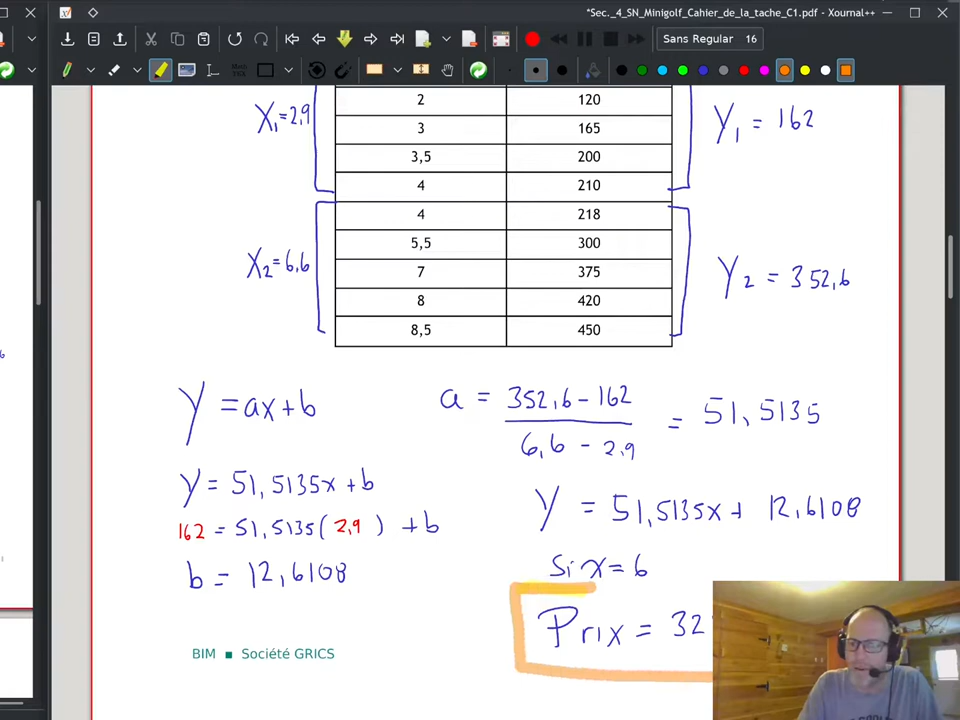 *Sec._4_SN_Minigolf_Cahier_de_la_tache_C1.pdf - Xournal++
Sans Regular 16
2 120
X₁=2,9
3 165
Y₁ = 162
3,5 200
4 210
4 218
5,5 300
X₂=6,6
7 375
Y₂ = 352,6
8 420
8,5 450
Y = ax+b
a = 352,6-162 / 6,6 - 2,9 = 51,5135
y = 51,5135x+b
162 = 51,5135( 2,9 ) +b
b = 12,6108
Y = 51,5135x+ 12,6108
Si x=6
Prix = 32
BIM ▪ Société GRICS